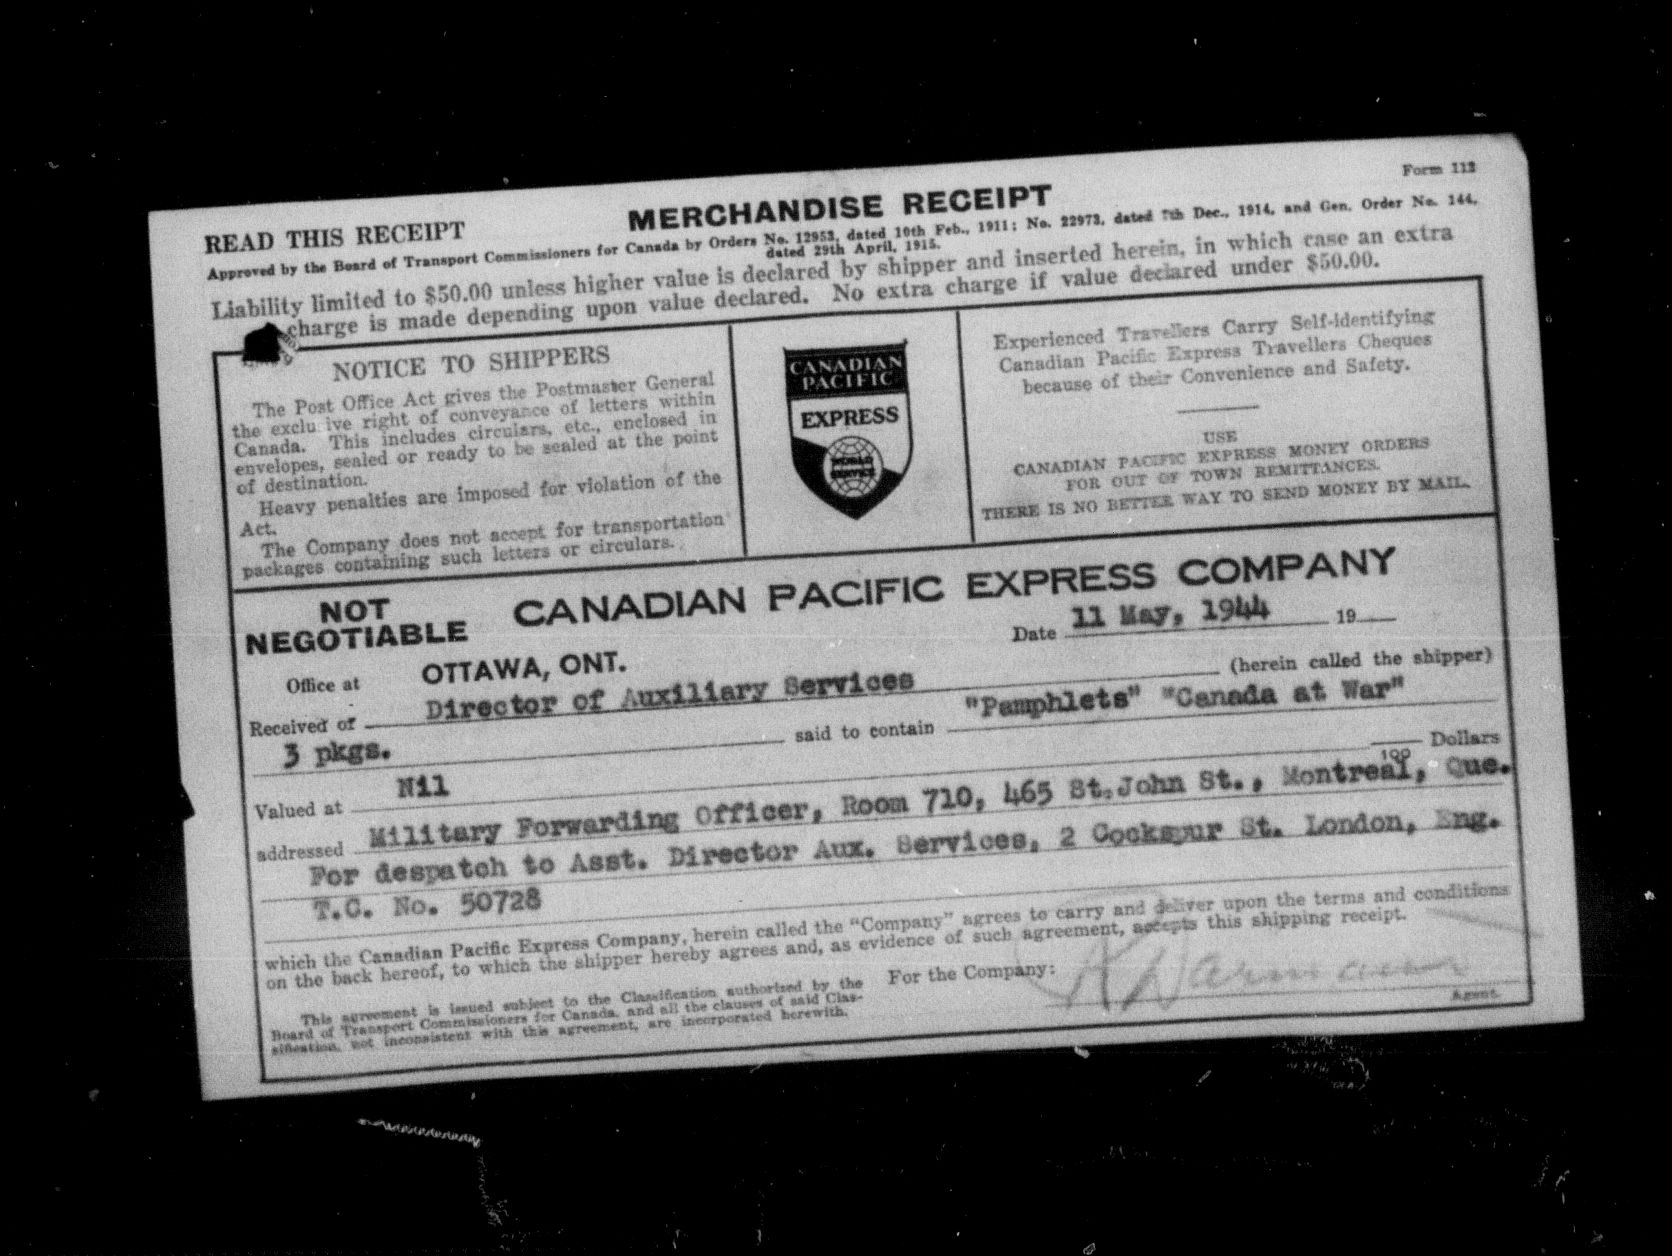 Form 112
READ THIS RECEIPT
MERCHANDISE RECEIPT
Approved by the Board of Transport Commissioners for Canada by Orders No. 12953, dated 10th Feb., 1911; No. 22973, dated 7th Dec., 1914, and Gen. Order No. 144,
dated 29th April, 1915.
Liability limited to $50.00 unless higher value is declared by shipper and inserted herein, in which case an extra
charge is made depending upon value declared. No extra charge if value declared under $50.00.
NOTICE TO SHIPPERS
The Post Office Act gives the Postmaster General
the exclu ive right of conveyance of letters within
Canada. This includes circulars, etc., enclosed in
envelopes, sealed or ready to be sealed at the point
of destination.
Heavy penalties are imposed for violation of the
Act.
The Company does not accept for transportation
packages containing such letters or circulars.
CANADIAN
PACIFIC
EXPRESS
WORLD
SERVICE
Experienced Travellers Carry Self-Identifying
Canadian Pacific Express Travellers Cheques
because of their Convenience and Safety.
USE
CANADIAN PACIFIC EXPRESS MONEY ORDERS
FOR OUT OF TOWN REMITTANCES.
THERE IS NO BETTER WAY TO SEND MONEY BY MAIL.
NOT
NEGOTIABLE
CANADIAN PACIFIC EXPRESS COMPANY
Date 11 May, 1944 19
Office at OTTAWA, ONT.
Received of Director of Auxiliary Services (herein called the shipper)
3 pkgs. said to contain "Pamphlets" "Canada at War"
Valued at Nil 100 Dollars
addressed Military Forwarding Officer, Room 710, 465 St.John St., Montreal, Que.
For despatch to Asst. Director Aux. Services, 2 Cockspur St. London, Eng.
T.C. No. 50728
which the Canadian Pacific Express Company, herein called the "Company" agrees to carry and deliver upon the terms and conditions
on the back hereof, to which the shipper hereby agrees and, as evidence of such agreement, accepts this shipping receipt.
This agreement is issued subject to the Classification authorized by the
Board of Transport Commissioners for Canada, and all the clauses of said Clas-
sification, not inconsistent with this agreement, are incorporated herewith.
For the Company:
Agent.